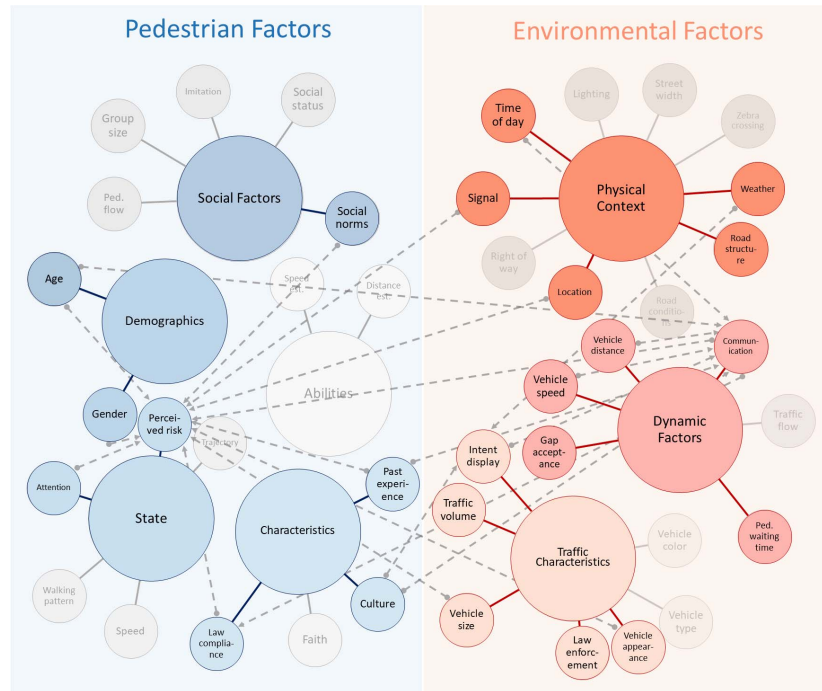 Pedestrian Factors
Environmental Factors
Imitation
Social
status
Group
size
Ped.
flow
Social Factors
Social
norms
Age
Demographics
Gender
Speed
est.
Distance
est.
Abilities
Percei-
ved risk
Trajectory
Attention
State
Walking
pattern
Speed
Characteristics
Past
experi-
ence
Culture
Law
complia-
nce
Faith
Lighting
Street
width
Zebra
crossing
Time
of day
Signal
Physical
Context
Weather
Road
structu-
re
Right of
way
Location
Road
conditio-
ns
Vehicle
distance
Commun-
ication
Vehicle
speed
Dynamic
Factors
Traffic
flow
Gap
accept-
ance
Ped.
waiting
time
Intent
display
Traffic
volume
Traffic
Characteristics
Vehicle
color
Vehicle
type
Vehicle
size
Law
enforc-
ement
Vehicle
appear-
ance